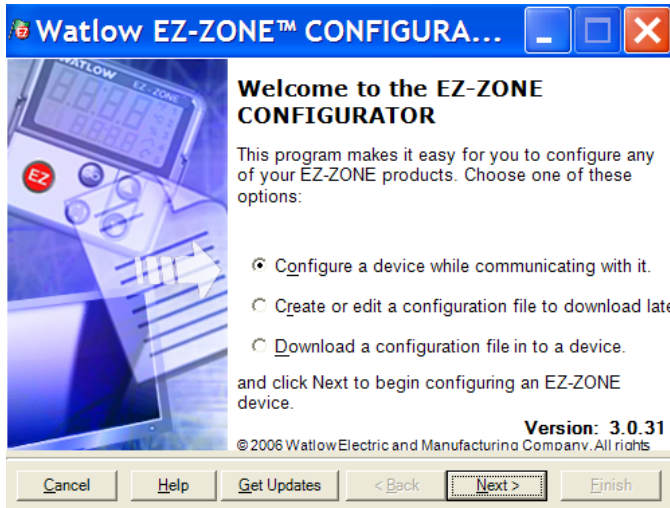 Watlow EZ-ZONE™ CONFIGURA...
WATLOW
EZ-ZONE
EZ
Welcome to the EZ-ZONE
CONFIGURATOR
This program makes it easy for you to configure any
of your EZ-ZONE products. Choose one of these
options:
Configure a device while communicating with it.
Create or edit a configuration file to download late
Download a configuration file in to a device.
and click Next to begin configuring an EZ-ZONE
device.
Version: 3.0.31
©2006 Watlow Electric and Manufacturing Company. All rights
Cancel Help Get Updates < Back Next > Finish